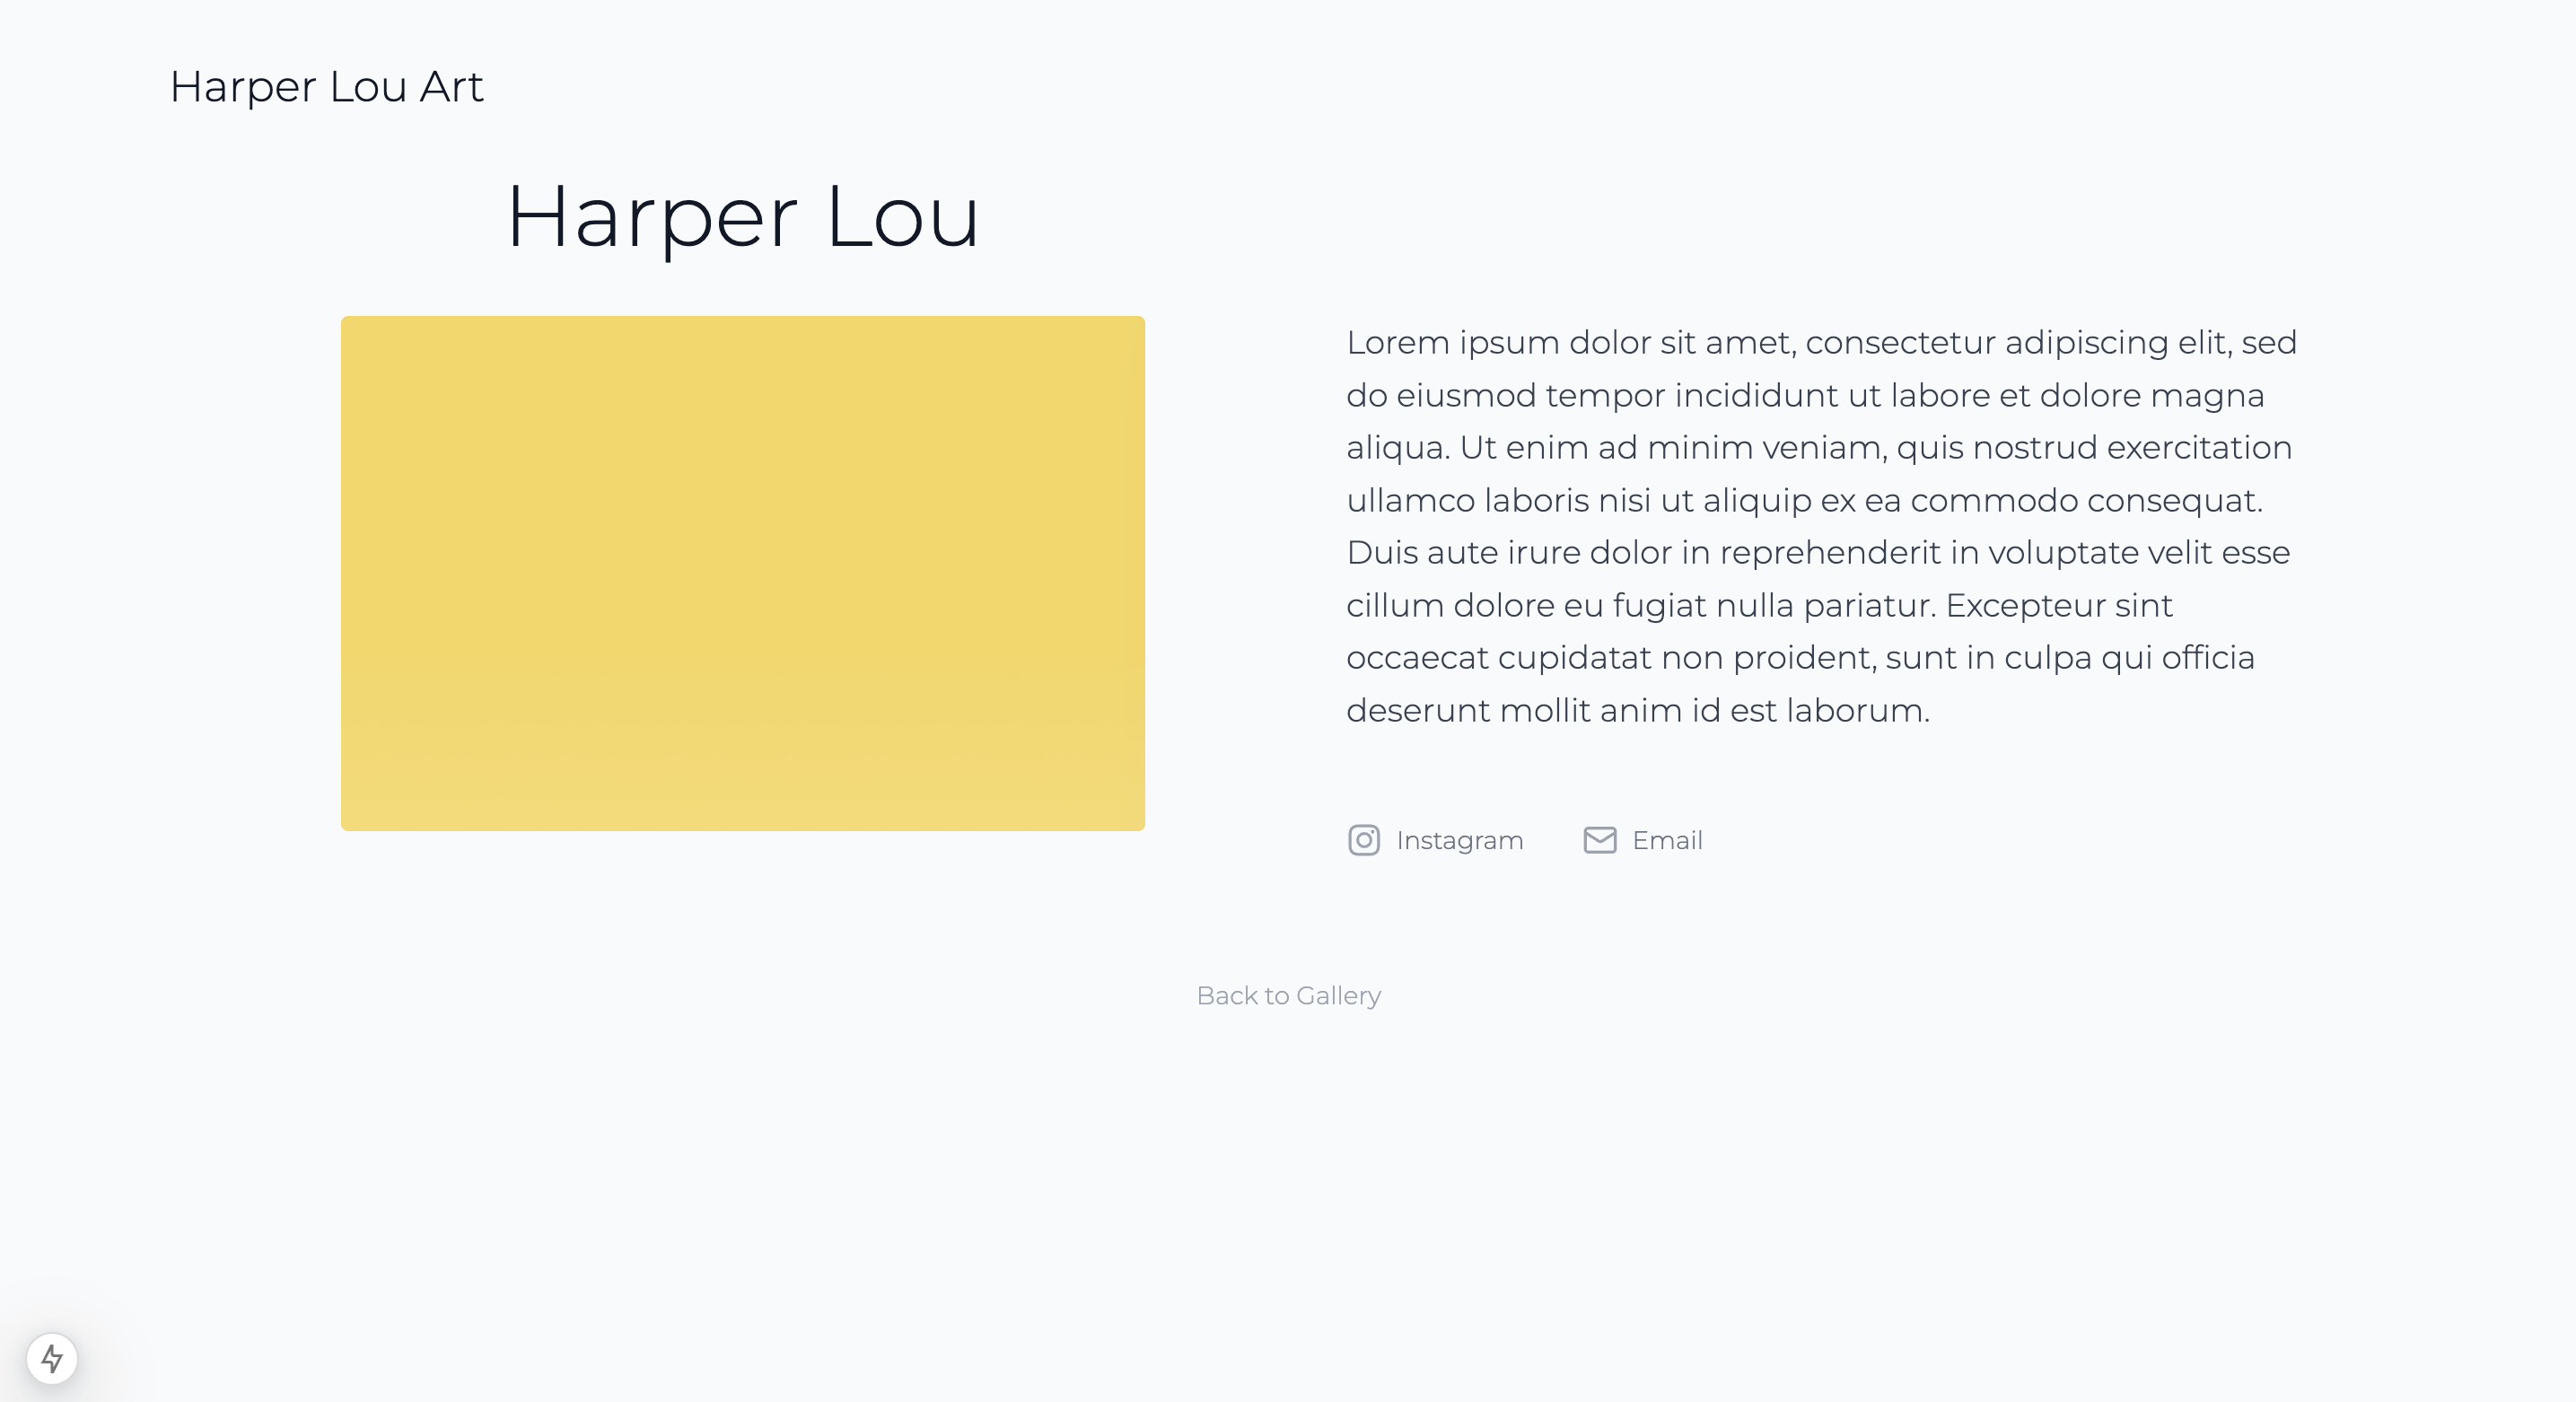 Harper Lou Art
Harper Lou
Lorem ipsum dolor sit amet, consectetur adipiscing elit, sed
do eiusmod tempor incididunt ut labore et dolore magna
aliqua. Ut enim ad minim veniam, quis nostrud exercitation
ullamco laboris nisi ut aliquip ex ea commodo consequat.
Duis aute irure dolor in reprehenderit in voluptate velit esse
cillum dolore eu fugiat nulla pariatur. Excepteur sint
occaecat cupidatat non proident, sunt in culpa qui officia
deserunt mollit anim id est laborum.
Instagram Email
Back to Gallery